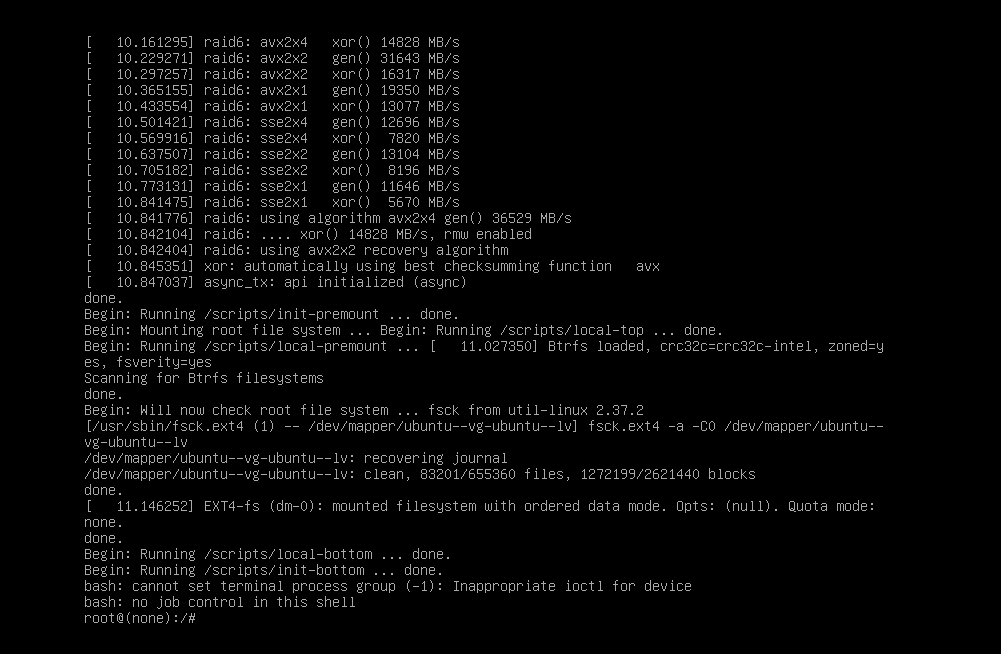 [   10.161295] raid6: avx2x4   xor() 14828 MB/s
[   10.229271] raid6: avx2x2   gen() 31643 MB/s
[   10.297257] raid6: avx2x2   xor() 16317 MB/s
[   10.365155] raid6: avx2x1   gen() 19350 MB/s
[   10.433554] raid6: avx2x1   xor() 13077 MB/s
[   10.501421] raid6: sse2x4   gen() 12696 MB/s
[   10.569916] raid6: sse2x4   xor()  7820 MB/s
[   10.637507] raid6: sse2x2   gen() 13104 MB/s
[   10.705182] raid6: sse2x2   xor()  8196 MB/s
[   10.773131] raid6: sse2x1   gen() 11646 MB/s
[   10.841475] raid6: sse2x1   xor()  5670 MB/s
[   10.841776] raid6: using algorithm avx2x4 gen() 36529 MB/s
[   10.842104] raid6: .... xor() 14828 MB/s, rmw enabled
[   10.842404] raid6: using avx2x2 recovery algorithm
[   10.845351] xor: automatically using best checksumming function   avx
[   10.847037] async_tx: api initialized (async)
done.
Begin: Running /scripts/init-premount ... done.
Begin: Mounting root file system ... Begin: Running /scripts/local-top ... done.
Begin: Running /scripts/local-premount ... [   11.027350] Btrfs loaded, crc32c=crc32c-intel, zoned=y
es, fsverity=yes
Scanning for Btrfs filesystems
done.
Begin: Will now check root file system ... fsck from util-linux 2.37.2
[/usr/sbin/fsck.ext4 (1) -- /dev/mapper/ubuntu--vg-ubuntu--lv] fsck.ext4 -a -C0 /dev/mapper/ubuntu--
vg-ubuntu--lv
/dev/mapper/ubuntu--vg-ubuntu--lv: recovering journal
/dev/mapper/ubuntu--vg-ubuntu--lv: clean, 83201/655360 files, 1272199/2621440 blocks
done.
[   11.146252] EXT4-fs (dm-0): mounted filesystem with ordered data mode. Opts: (null). Quota mode:
none.
done.
Begin: Running /scripts/local-bottom ... done.
Begin: Running /scripts/init-bottom ... done.
bash: cannot set terminal process group (-1): Inappropriate ioctl for device
bash: no job control in this shell
root@(none):/#